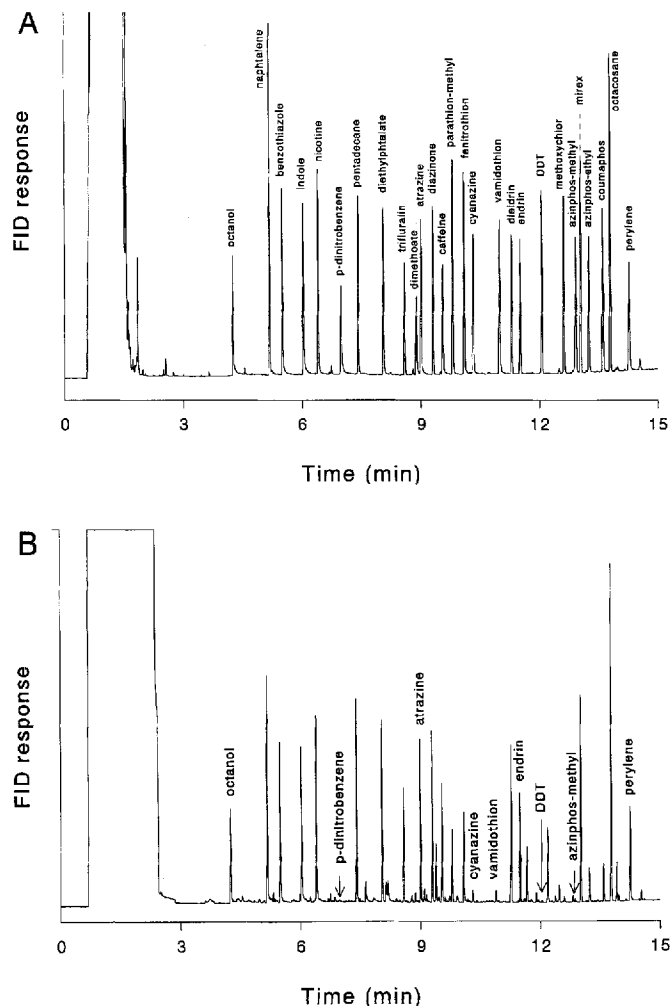 A
FID response
octanol
naphtalene
benzothiazole
indole
nicotine
p-dinitrobenzene
pentadecane
diethylphtalate
trifluralin
dimethoate
atrazine
diazinone
caffeine
parathion-methyl
fenitrothion
cyanazine
vamidothion
dieldrin
endrin
DDT
methoxychlor
azinphos-methyl
mirex
azinphos-ethyl
coumaphos
octacosane
perylene
0 3 6 9 12 15
Time (min)
B
FID response
octanol
p-dinitrobenzene
atrazine
cyanazine
vamidothion
endrin
DDT
azinphos-methyl
perylene
0 3 6 9 12 15
Time (min)